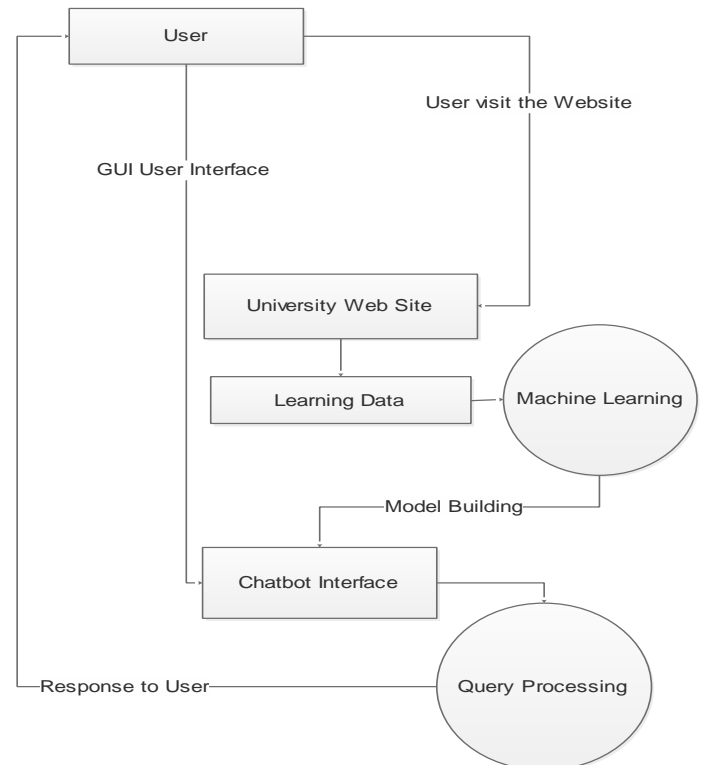 User
User visit the Website
GUI User Interface
University Web Site
Learning Data
Machine Learning
Model Building
Chatbot Interface
Response to User
Query Processing